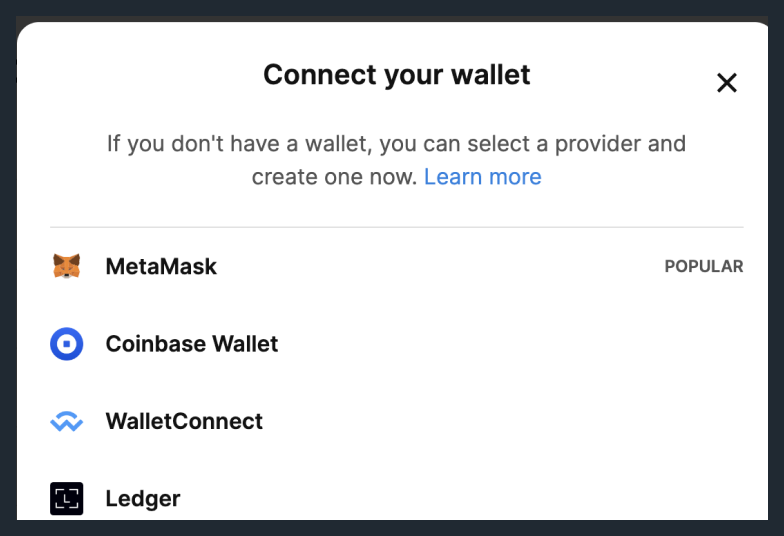 Connect your wallet
If you don't have a wallet, you can select a provider and
create one now. Learn more
MetaMask POPULAR
Coinbase Wallet
WalletConnect
Ledger